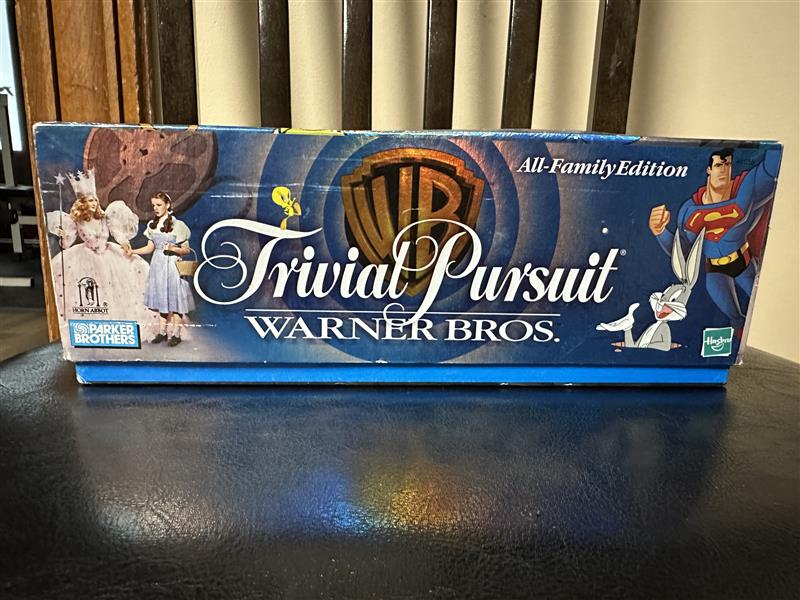 All-Family Edition
WB
Trivial Pursuit®
WARNER BROS.
HORN ABBOT
®
PARKER
BROTHERS
Hasbro
S